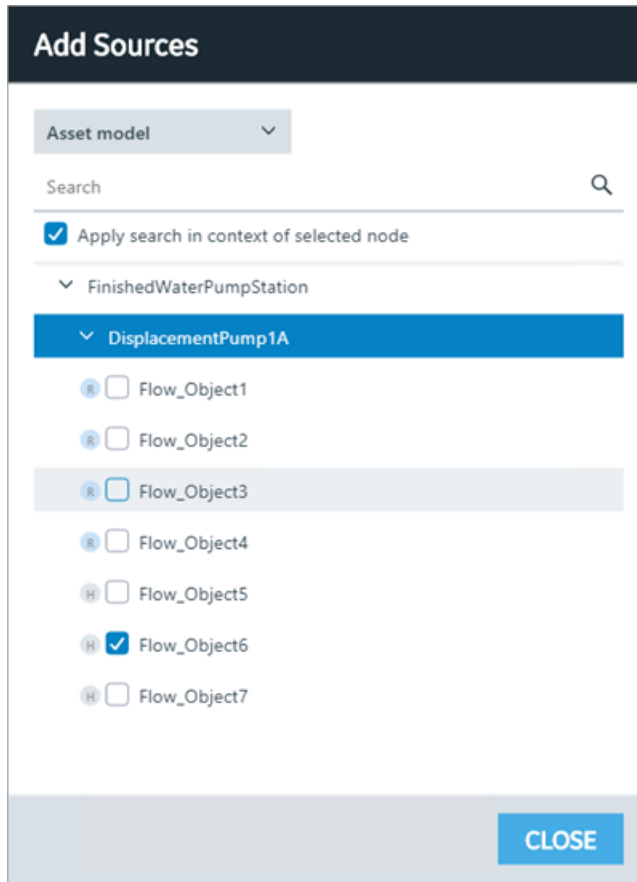 Add Sources
Asset model
Search
Apply search in context of selected node
FinishedWaterPumpStation
DisplacementPump1A
R Flow_Object1
R Flow_Object2
R Flow_Object3
R Flow_Object4
H Flow_Object5
H Flow_Object6
H Flow_Object7
CLOSE